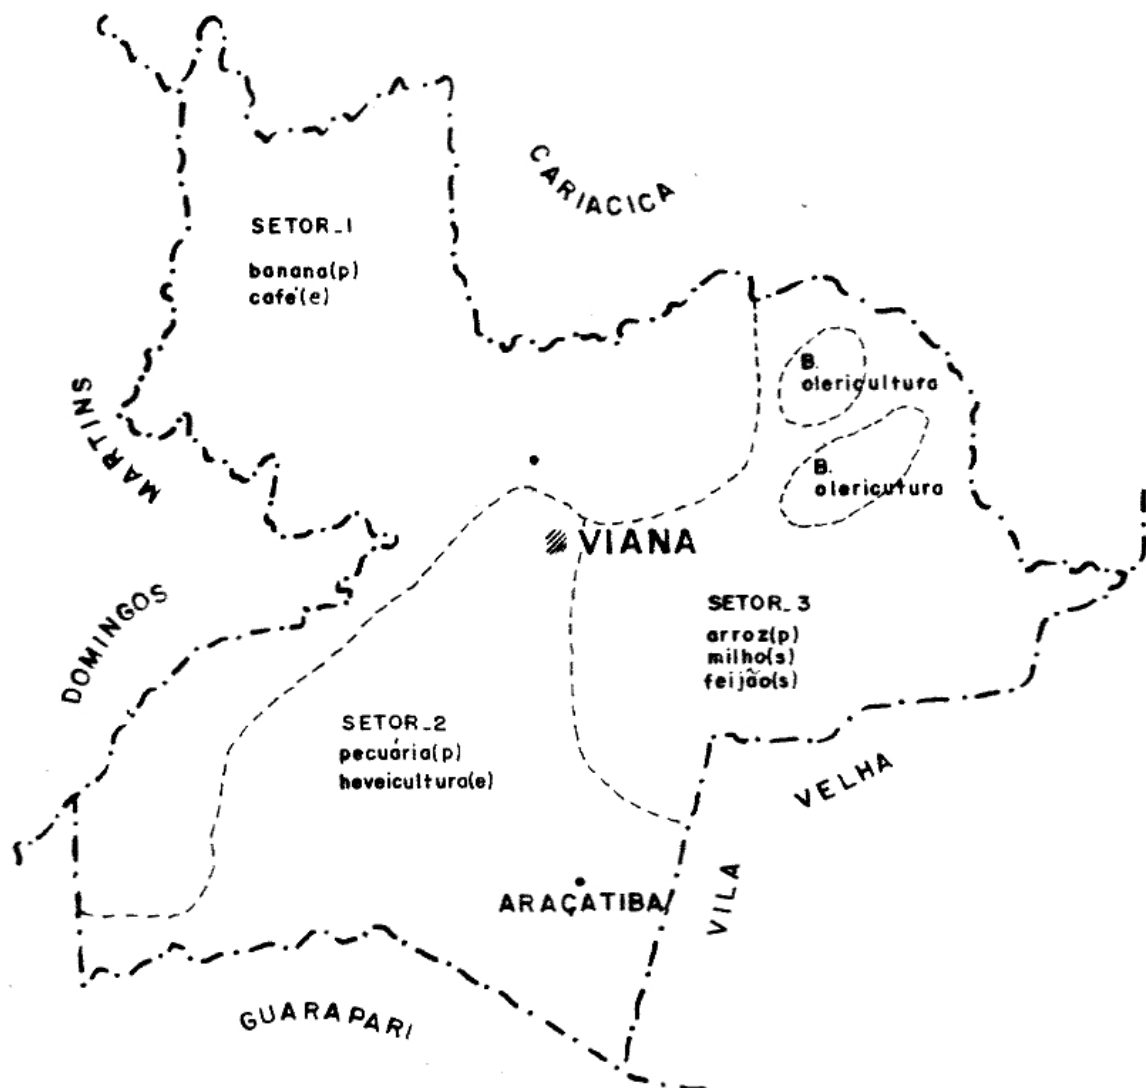 CARIACICA
SETOR_1
banana(p)
café(e)
B.
olericultura
MARTINS
B.
olericutura
VIANA
DOMINGOS
SETOR_3
arroz(p)
milho(s)
feijão(s)
SETOR_2
pecuária(p)
heveicultura(e)
VELHA
VILA
ARAÇATIBA
GUARAPARI